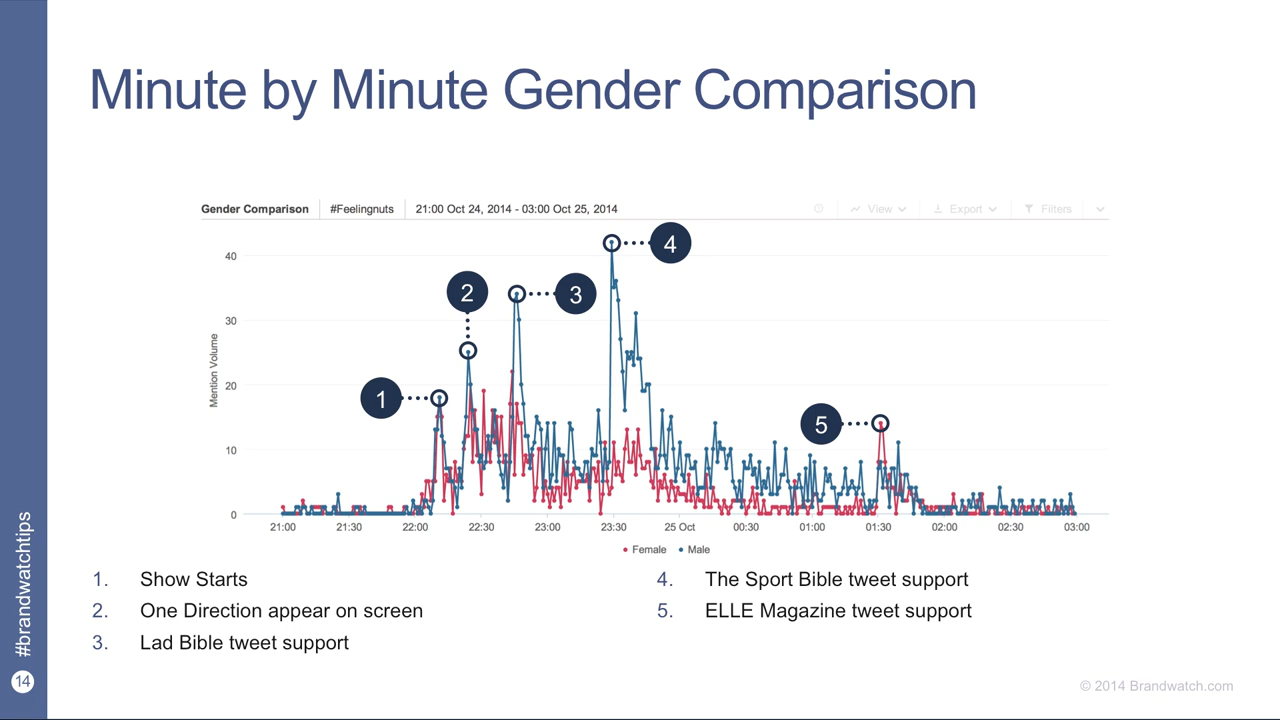 Minute by Minute Gender Comparison
Gender Comparison #Feelingnuts 21:00 Oct 24, 2014 - 03:00 Oct 25, 2014 View Export Filters
Mention Volume
40
30
20
10
0
1
2
3
4
5
21:00 21:30 22:00 22:30 23:00 23:30 25 Oct 00:30 01:00 01:30 02:00 02:30 03:00
Female Male
1. Show Starts
2. One Direction appear on screen
3. Lad Bible tweet support
4. The Sport Bible tweet support
5. ELLE Magazine tweet support
#brandwatchtips
14
© 2014 Brandwatch.com